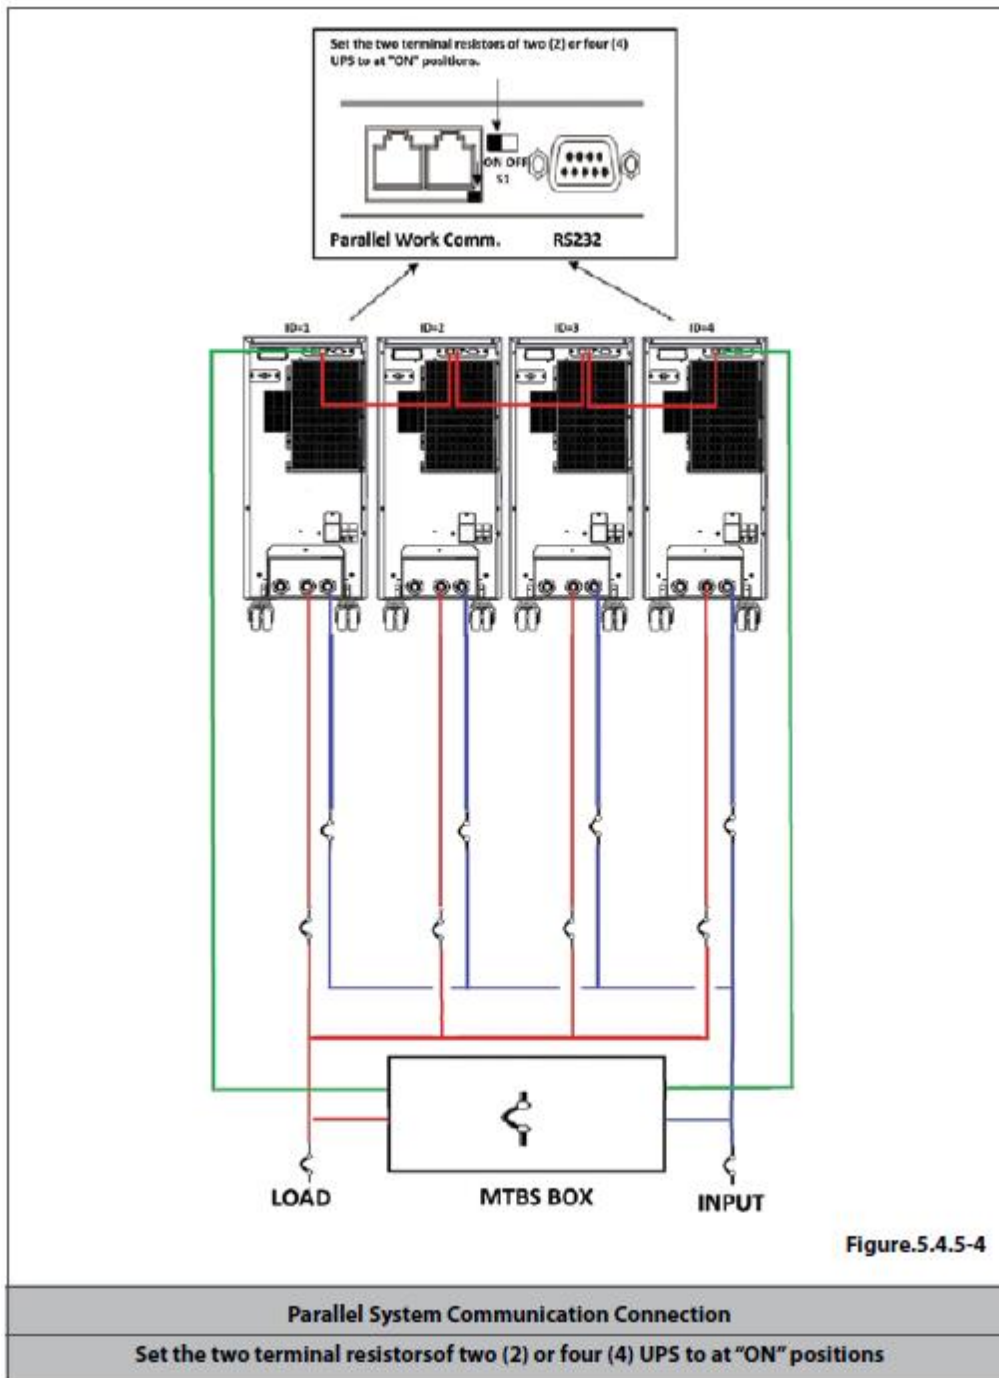 Set the two terminal resistors of two (2) or four (4)
UPS to at "ON" positions.
ON OFF
S1
Parallel Work Comm.
RS232
ID=1
ID=2
ID=3
ID=4
LOAD
MTBS BOX
INPUT
Figure.5.4.5-4
Parallel System Communication Connection
Set the two terminal resistorsof two (2) or four (4) UPS to at “ON” positions